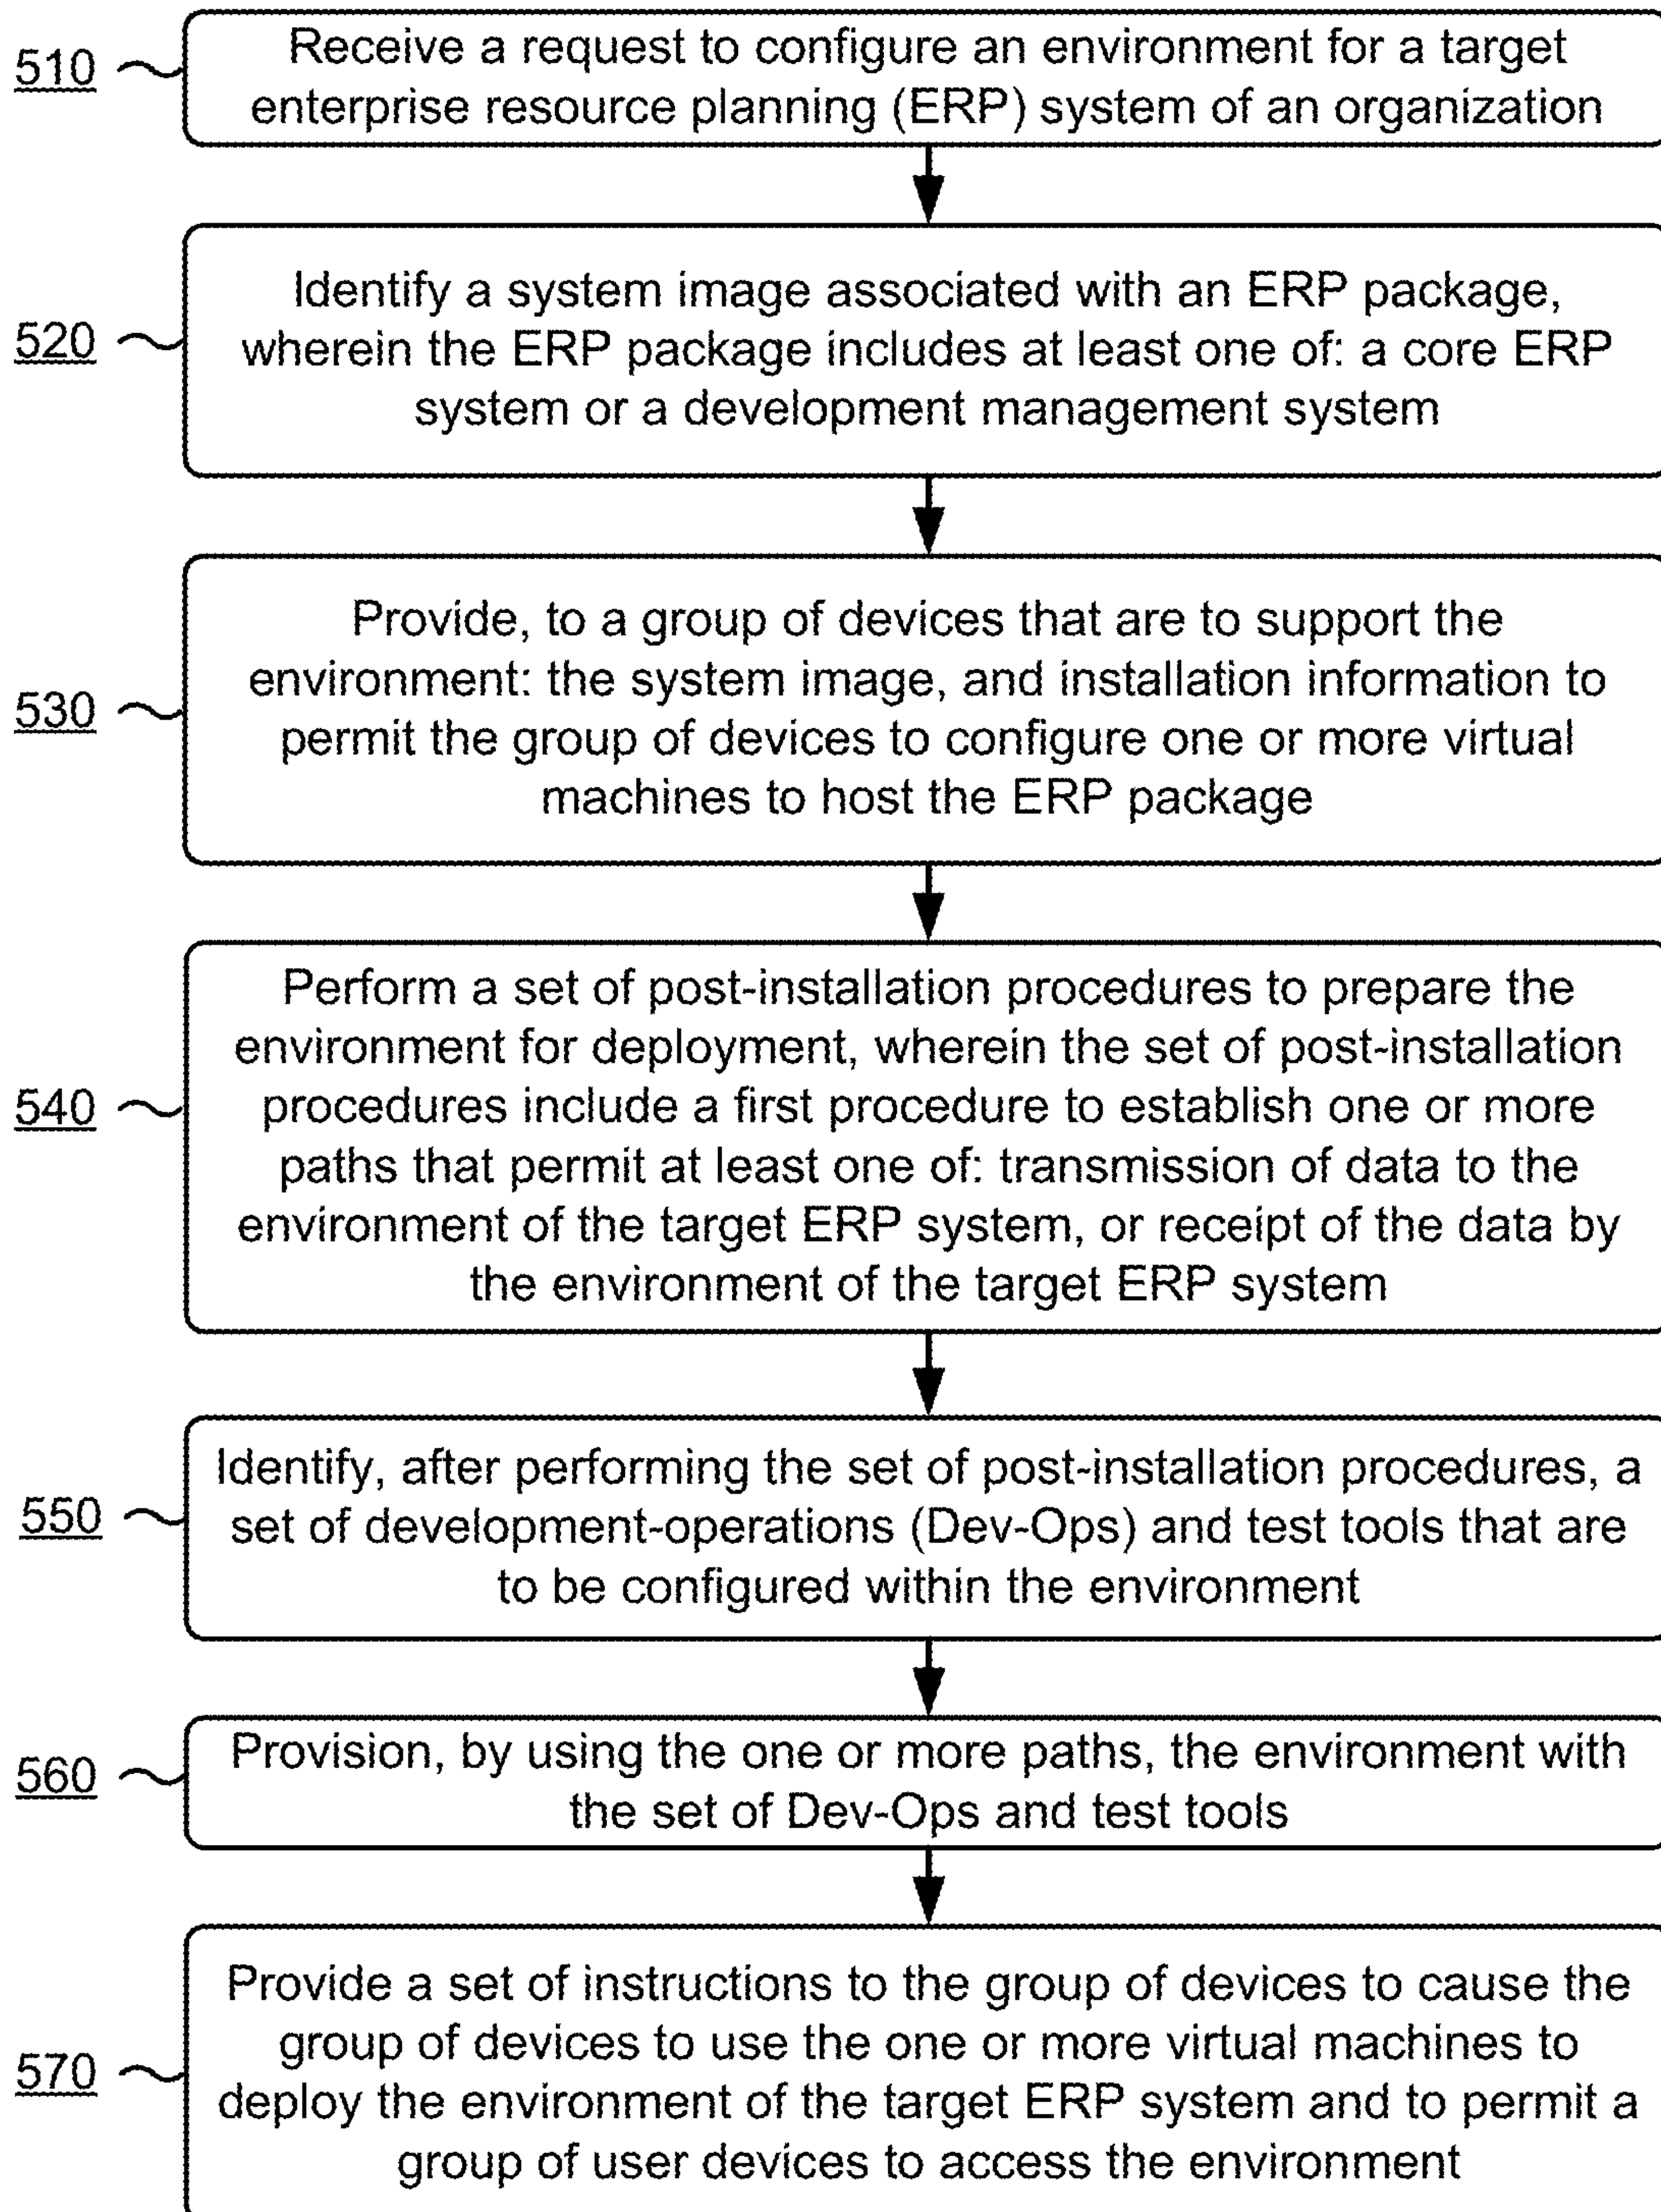 510
Receive a request to configure an environment for a target
enterprise resource planning (ERP) system of an organization
520
Identify a system image associated with an ERP package,
wherein the ERP package includes at least one of: a core ERP
system or a development management system
530
Provide, to a group of devices that are to support the
environment: the system image, and installation information to
permit the group of devices to configure one or more virtual
machines to host the ERP package
540
Perform a set of post-installation procedures to prepare the
environment for deployment, wherein the set of post-installation
procedures include a first procedure to establish one or more
paths that permit at least one of: transmission of data to the
environment of the target ERP system, or receipt of the data by
the environment of the target ERP system
550
Identify, after performing the set of post-installation procedures, a
set of development-operations (Dev-Ops) and test tools that are
to be configured within the environment
560
Provision, by using the one or more paths, the environment with
the set of Dev-Ops and test tools
570
Provide a set of instructions to the group of devices to cause the
group of devices to use the one or more virtual machines to
deploy the environment of the target ERP system and to permit a
group of user devices to access the environment